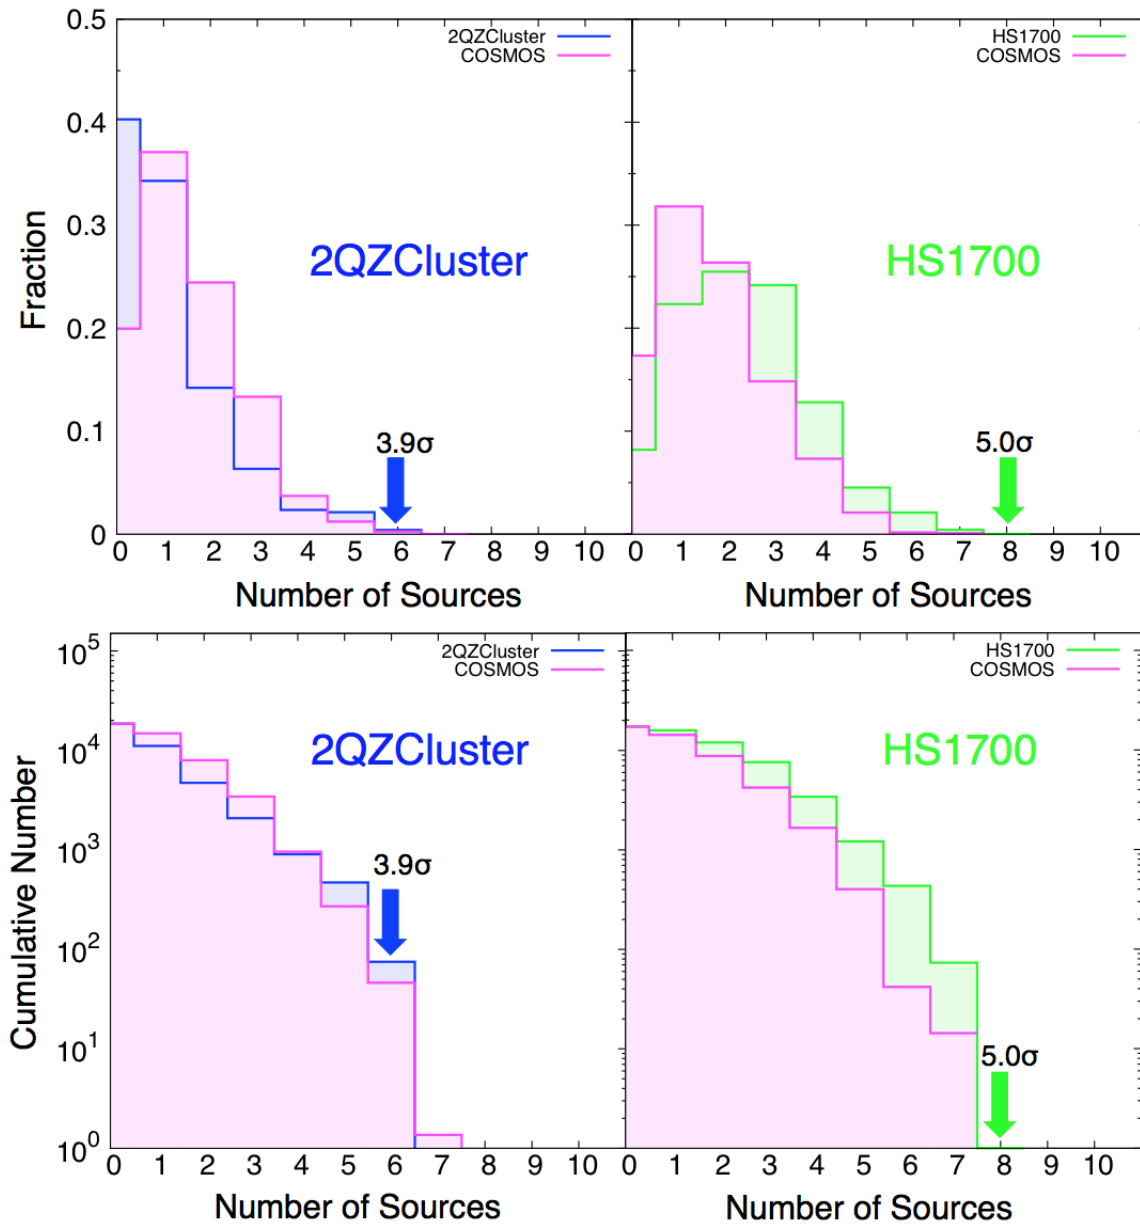 0.5
2QZCluster
COSMOS
HS1700
COSMOS
0.4
0.3
2QZCluster
HS1700
Fraction
0.2
3.9σ
5.0σ
0.1
0
0 1 2 3 4 5 6 7 8 9 10
0 1 2 3 4 5 6 7 8 9 10
Number of Sources
Number of Sources
10^5
2QZCluster
COSMOS
HS1700
COSMOS
10^4
2QZCluster
HS1700
Cumulative Number
10^3
3.9σ
10^2
10^1
5.0σ
10^0
0 1 2 3 4 5 6 7 8 9 10
0 1 2 3 4 5 6 7 8 9 10
Number of Sources
Number of Sources